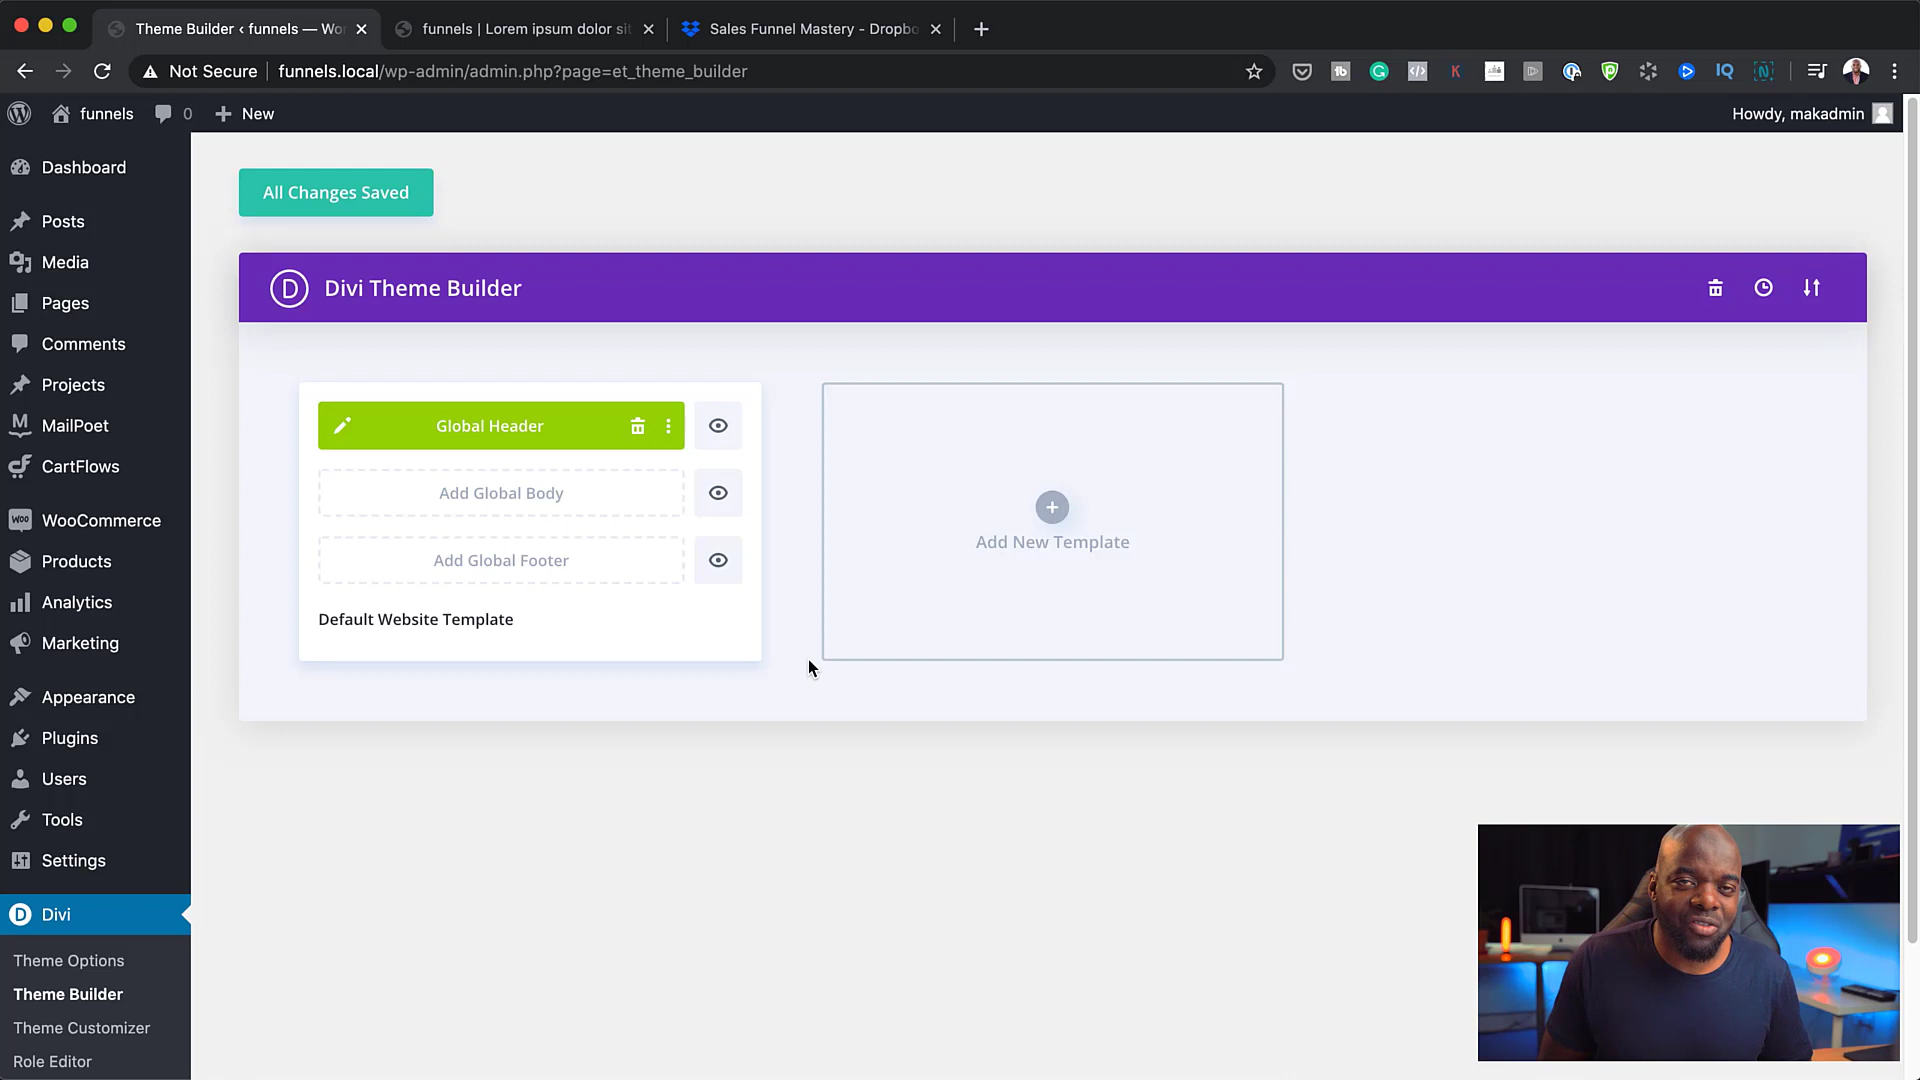 Theme Builder ‹ funnels — Wo
funnels | Lorem ipsum dolor sit
Sales Funnel Mastery - Dropbo
Not Secure
funnels.local/wp-admin/admin.php?page=et_theme_builder
funnels
0
New
Howdy, makadmin
Dashboard
Posts
Media
Pages
Comments
Projects
MailPoet
CartFlows
WooCommerce
Products
Analytics
Marketing
Appearance
Plugins
Users
Tools
Settings
Divi
Theme Options
Theme Builder
Theme Customizer
Role Editor
All Changes Saved
D
Divi Theme Builder
Global Header
Add Global Body
Add Global Footer
Default Website Template
Add New Template